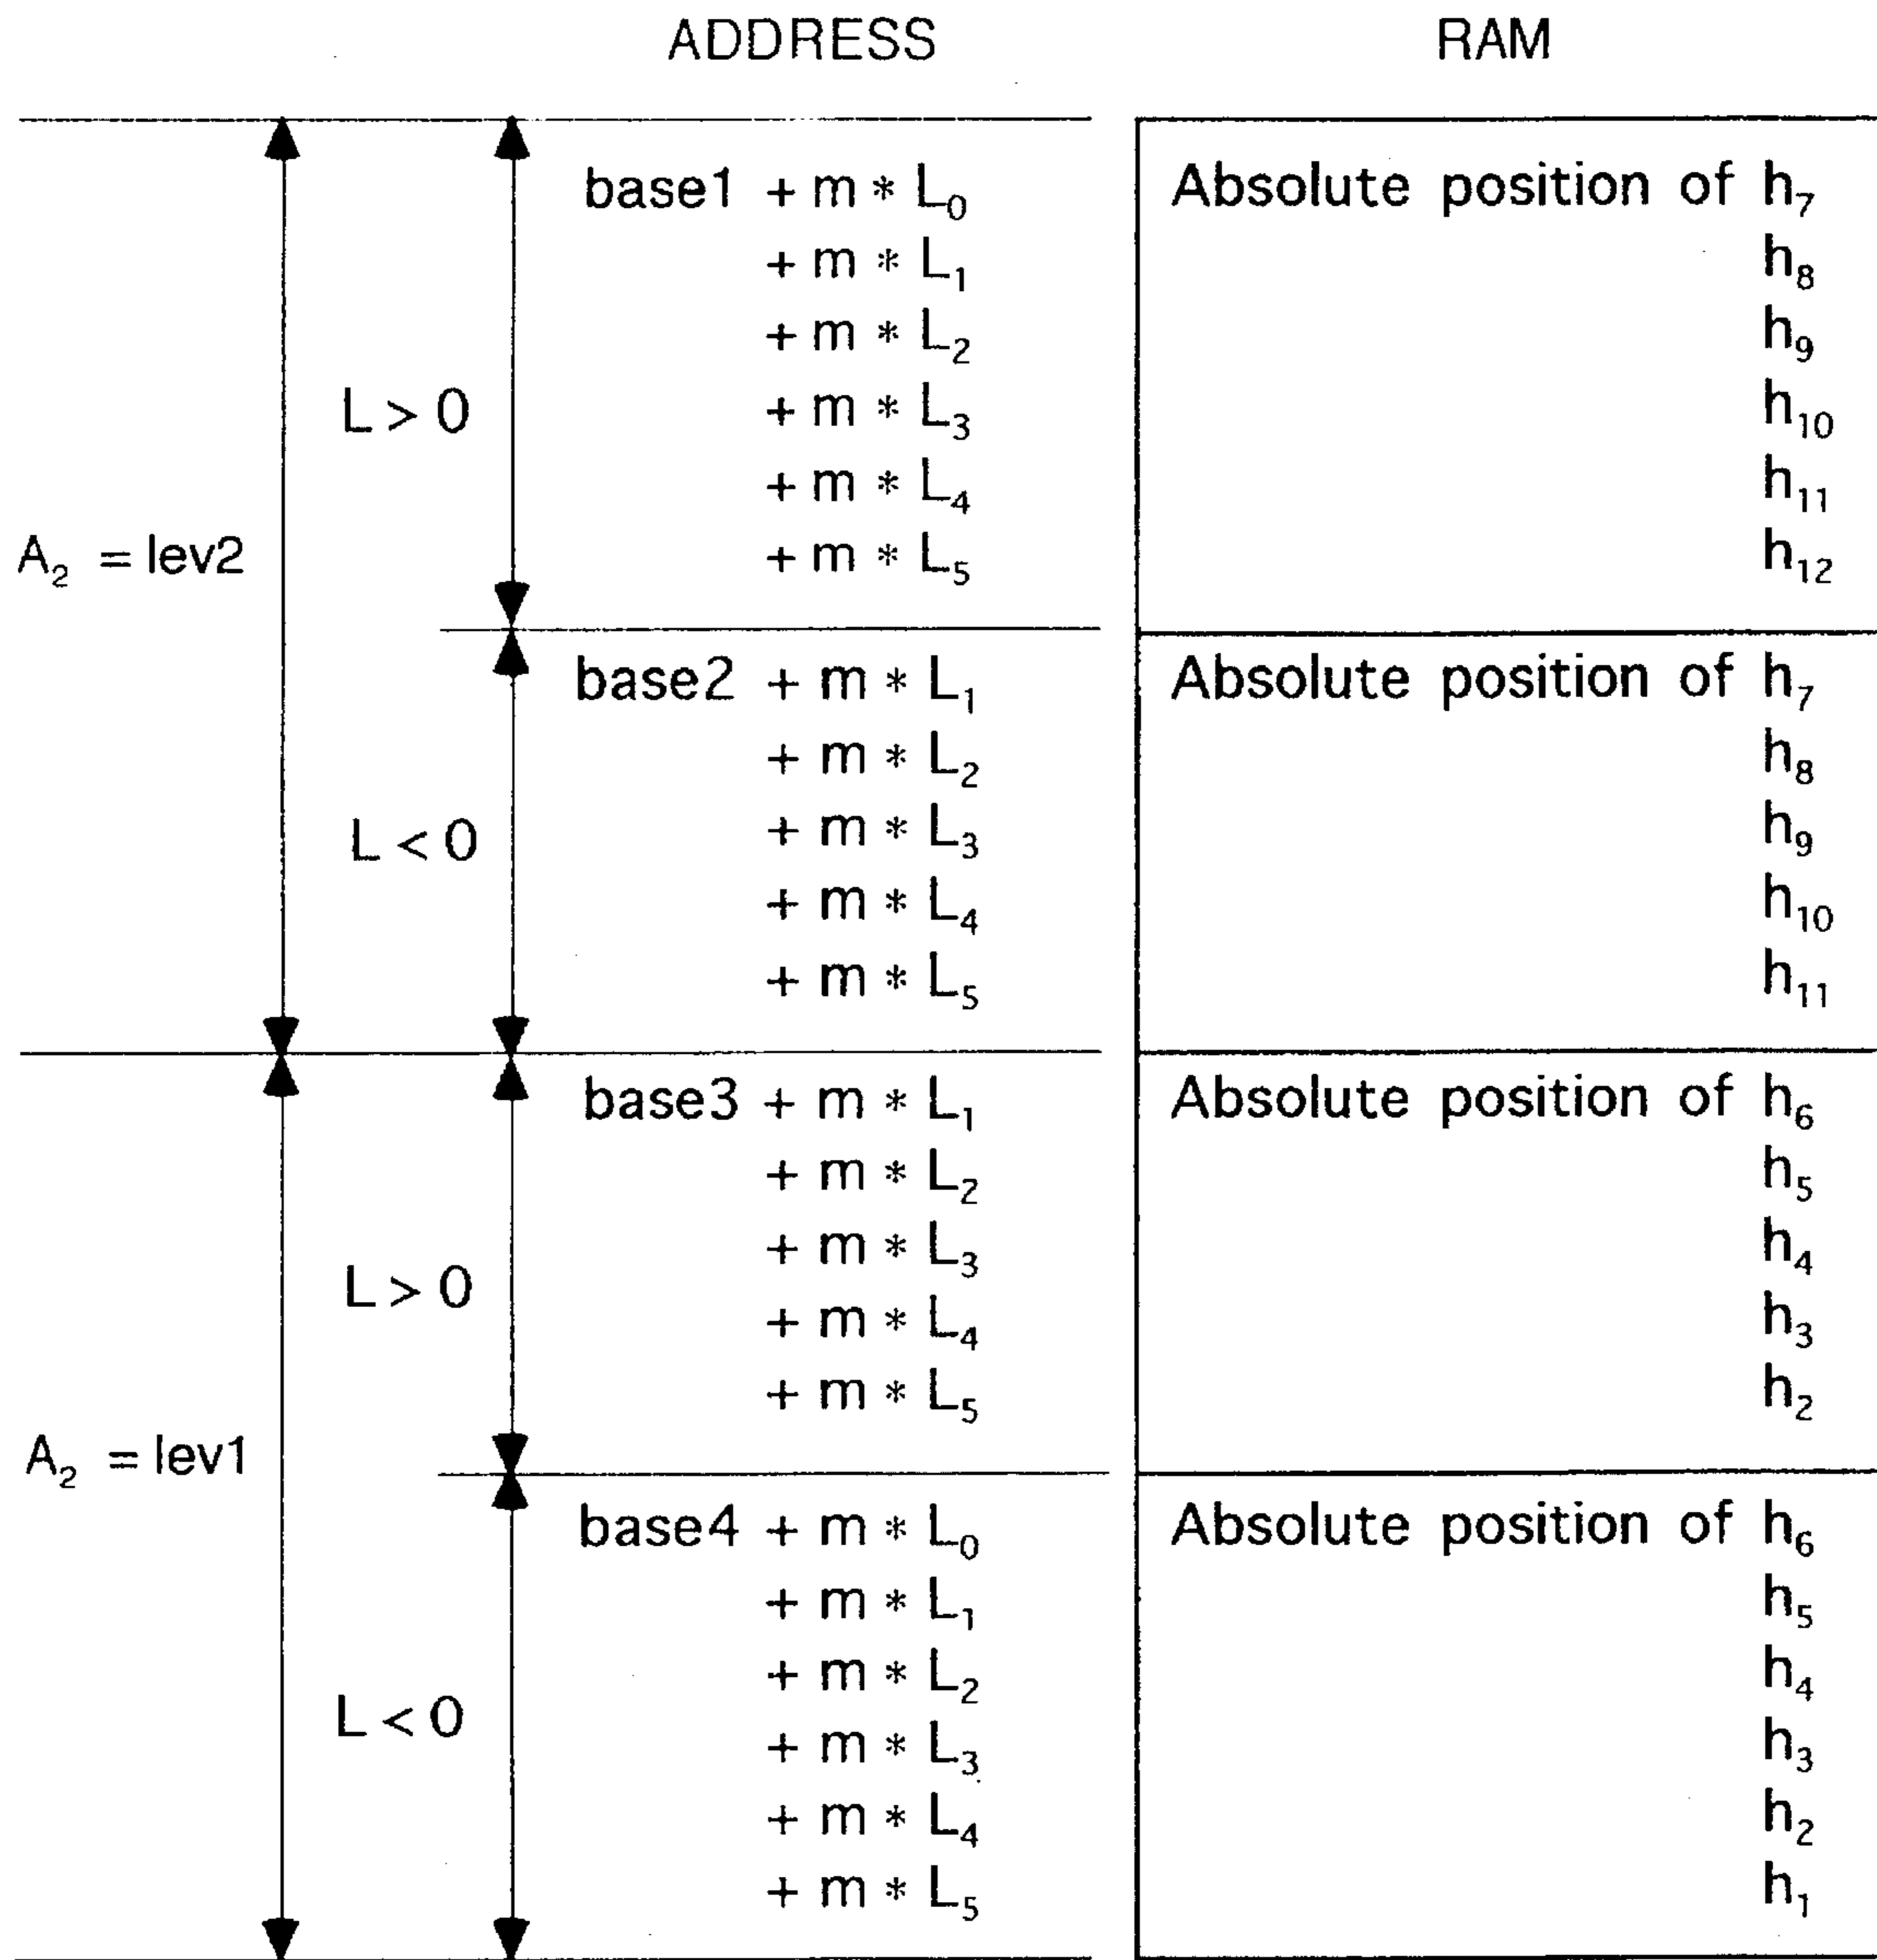 ADDRESS RAM
base1 + m * L₀ Absolute position of h₇
+ m * L₁ h₈
+ m * L₂ h₉
L > 0 + m * L₃ h₁₀
+ m * L₄ h₁₁
A₂ = lev2 + m * L₅ h₁₂
base2 + m * L₁ Absolute position of h₇
+ m * L₂ h₈
L < 0 + m * L₃ h₉
+ m * L₄ h₁₀
+ m * L₅ h₁₁
base3 + m * L₁ Absolute position of h₆
+ m * L₂ h₅
L > 0 + m * L₃ h₄
+ m * L₄ h₃
+ m * L₅ h₂
A₂ = lev1
base4 + m * L₀ Absolute position of h₆
+ m * L₁ h₅
+ m * L₂ h₄
L < 0 + m * L₃ h₃
+ m * L₄ h₂
+ m * L₅ h₁